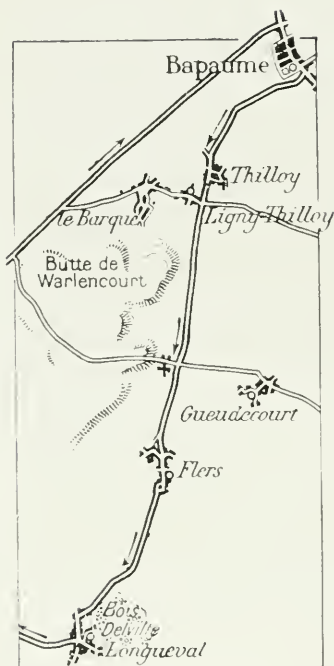 Bapaume
Thilloy
le Barque
Ligny-Thilloy
Butte de
Warlencourt
Gueudecourt
Flers
Bois
Delville
Longueval